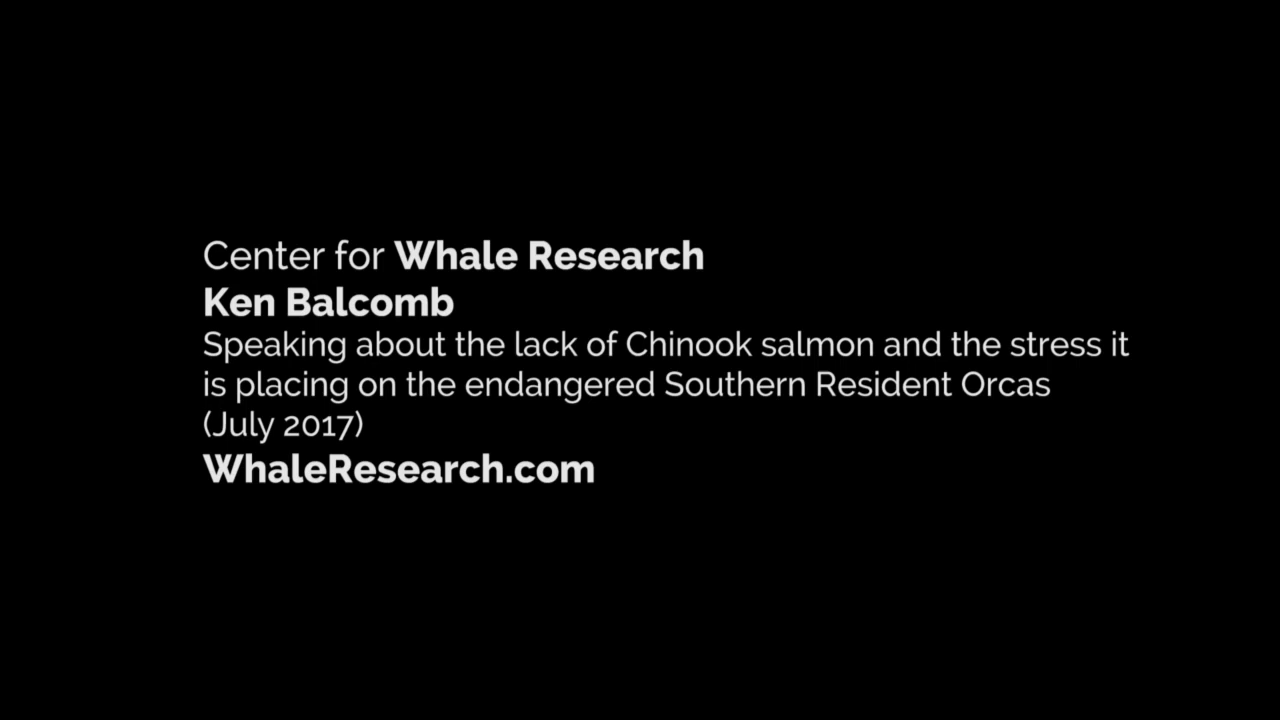 Center for Whale Research
Ken Balcomb
Speaking about the lack of Chinook salmon and the stress it
is placing on the endangered Southern Resident Orcas
(July 2017)
WhaleResearch.com